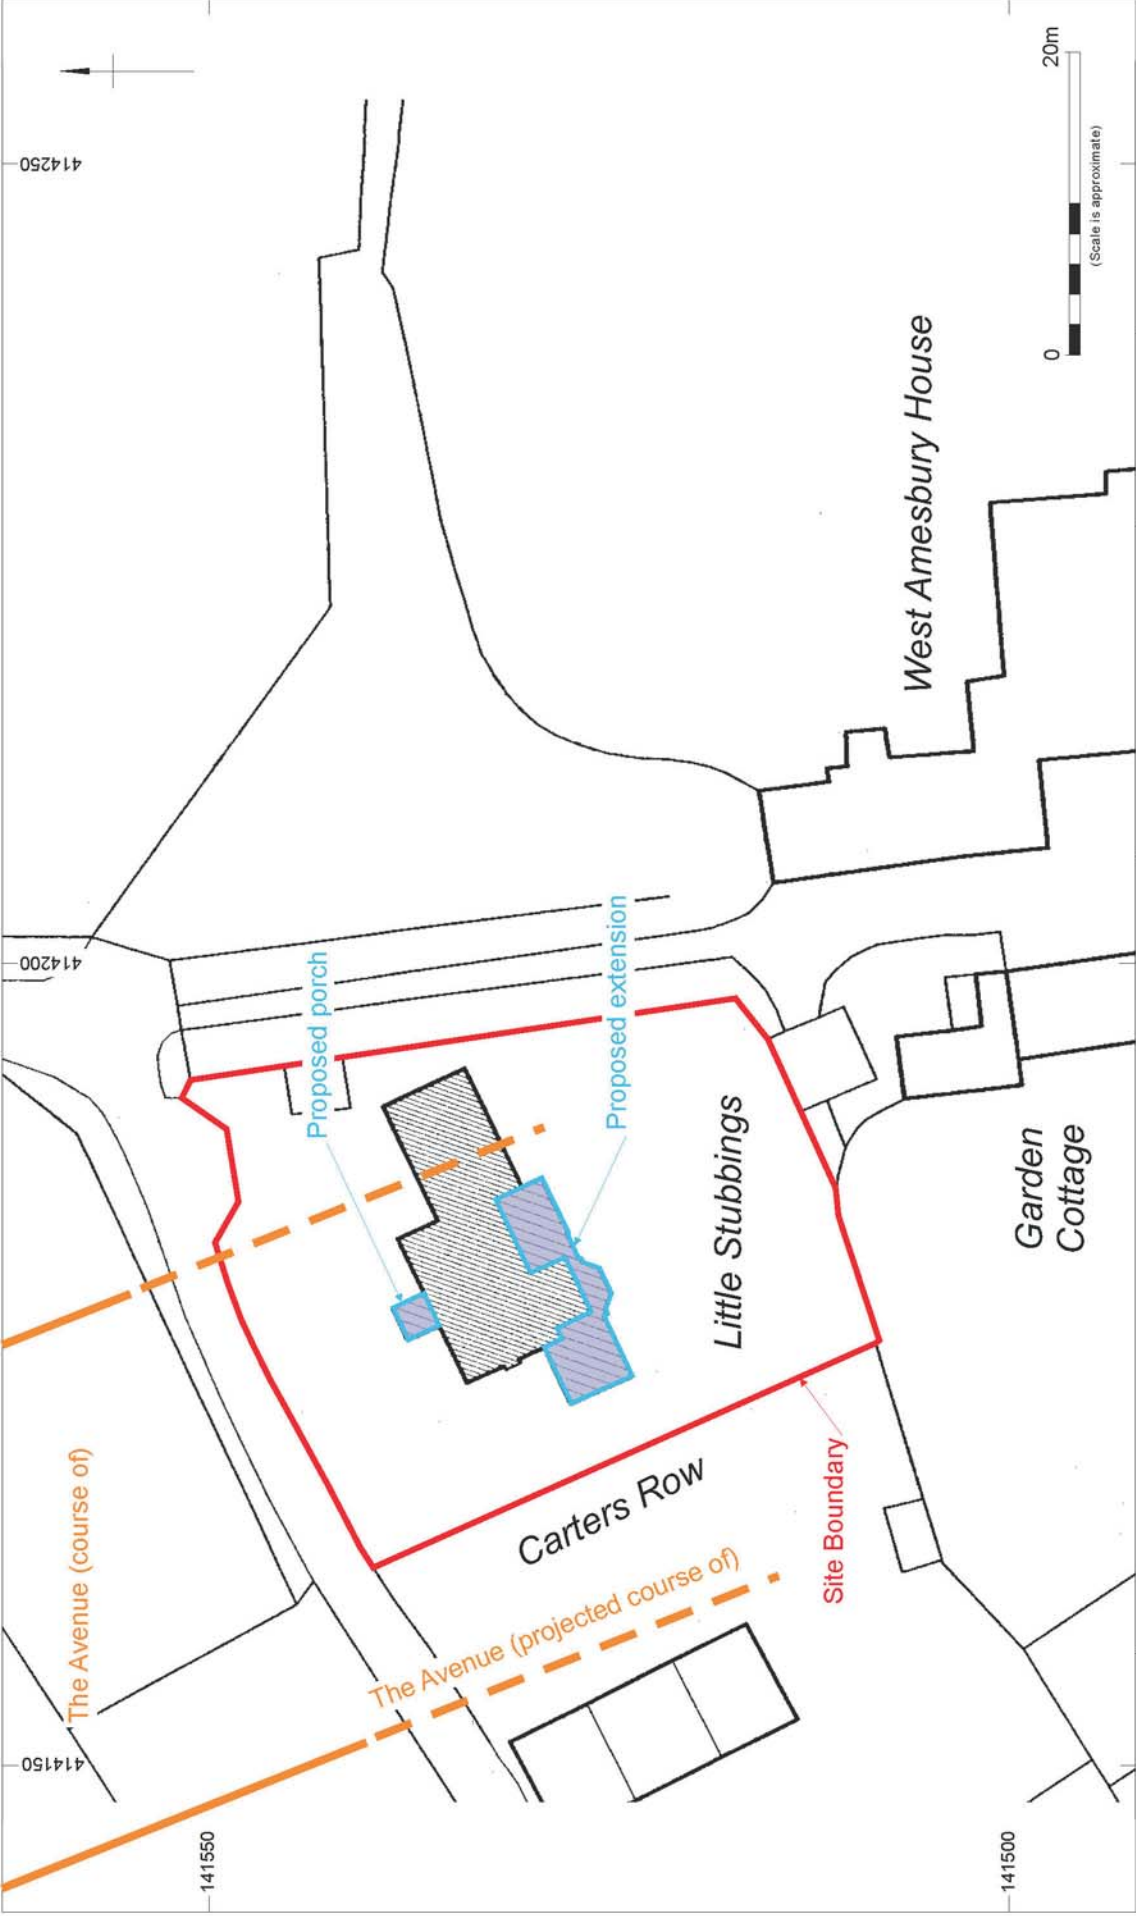 414150
414200
414250
The Avenue (course of)
141550
Proposed porch
Proposed extension
The Avenue (projected course of)
Carters Row
Little Stubbings
Site Boundary
West Amesbury House
Garden
Cottage
141500
0
20m
(Scale is approximate)